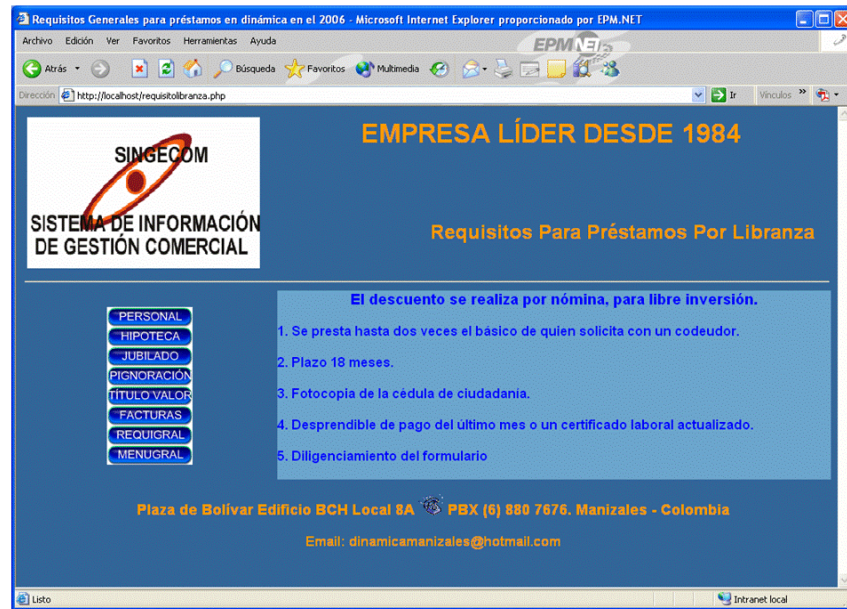 Requisitos Generales para préstamos en dinámica en el 2006 - Microsoft Internet Explorer proporcionado por EPM.NET
Archivo Edición Ver Favoritos Herramientas Ayuda
EPMNET
Atrás Búsqueda Favoritos Multimedia
Dirección http://localhost/requisitolibranza.php Ir Vínculos »
SINGECOM
SISTEMA DE INFORMACIÓN
DE GESTIÓN COMERCIAL
EMPRESA LÍDER DESDE 1984
Requisitos Para Préstamos Por Libranza
PERSONAL
HIPOTECA
JUBILADO
PIGNORACIÓN
TÍTULO VALOR
FACTURAS
REQUIGRAL
MENUGRAL
El descuento se realiza por nómina, para libre inversión.
1. Se presta hasta dos veces el básico de quien solicita con un codeudor.
2. Plazo 18 meses.
3. Fotocopia de la cédula de ciudadanía.
4. Desprendible de pago del último mes o un certificado laboral actualizado.
5. Diligenciamiento del formulario
Plaza de Bolívar Edificio BCH Local 8A PBX (6) 880 7676. Manizales - Colombia
Email: dinamicamanizales@hotmail.com
Listo Intranet local